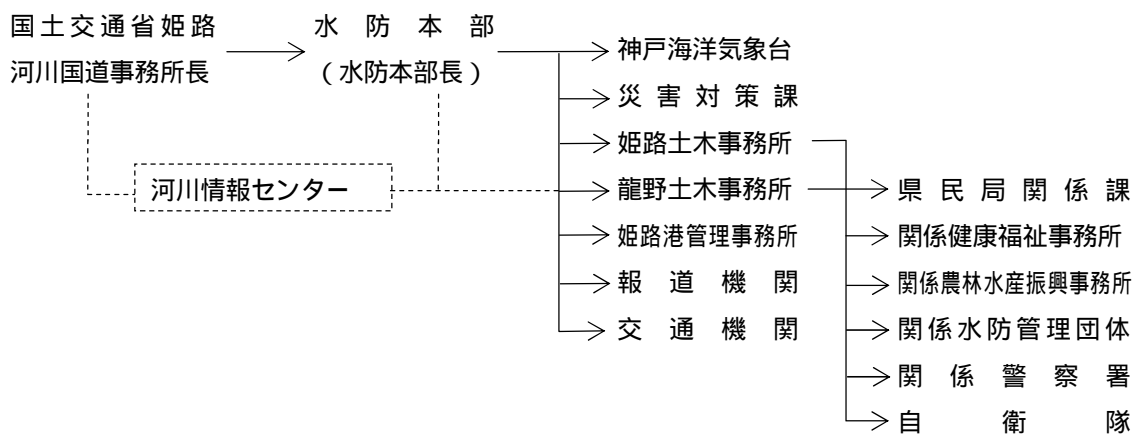 国土交通省姫路
河川国道事務所長
水防本部
(水防本部長)
河川情報センター
神戸海洋気象台
災害対策課
姫路土木事務所
龍野土木事務所
姫路港管理事務所
報道機関
交通機関
県民局関係課
関係健康福祉事務所
関係農林水産振興事務所
関係水防管理団体
関係警察署
自衛隊